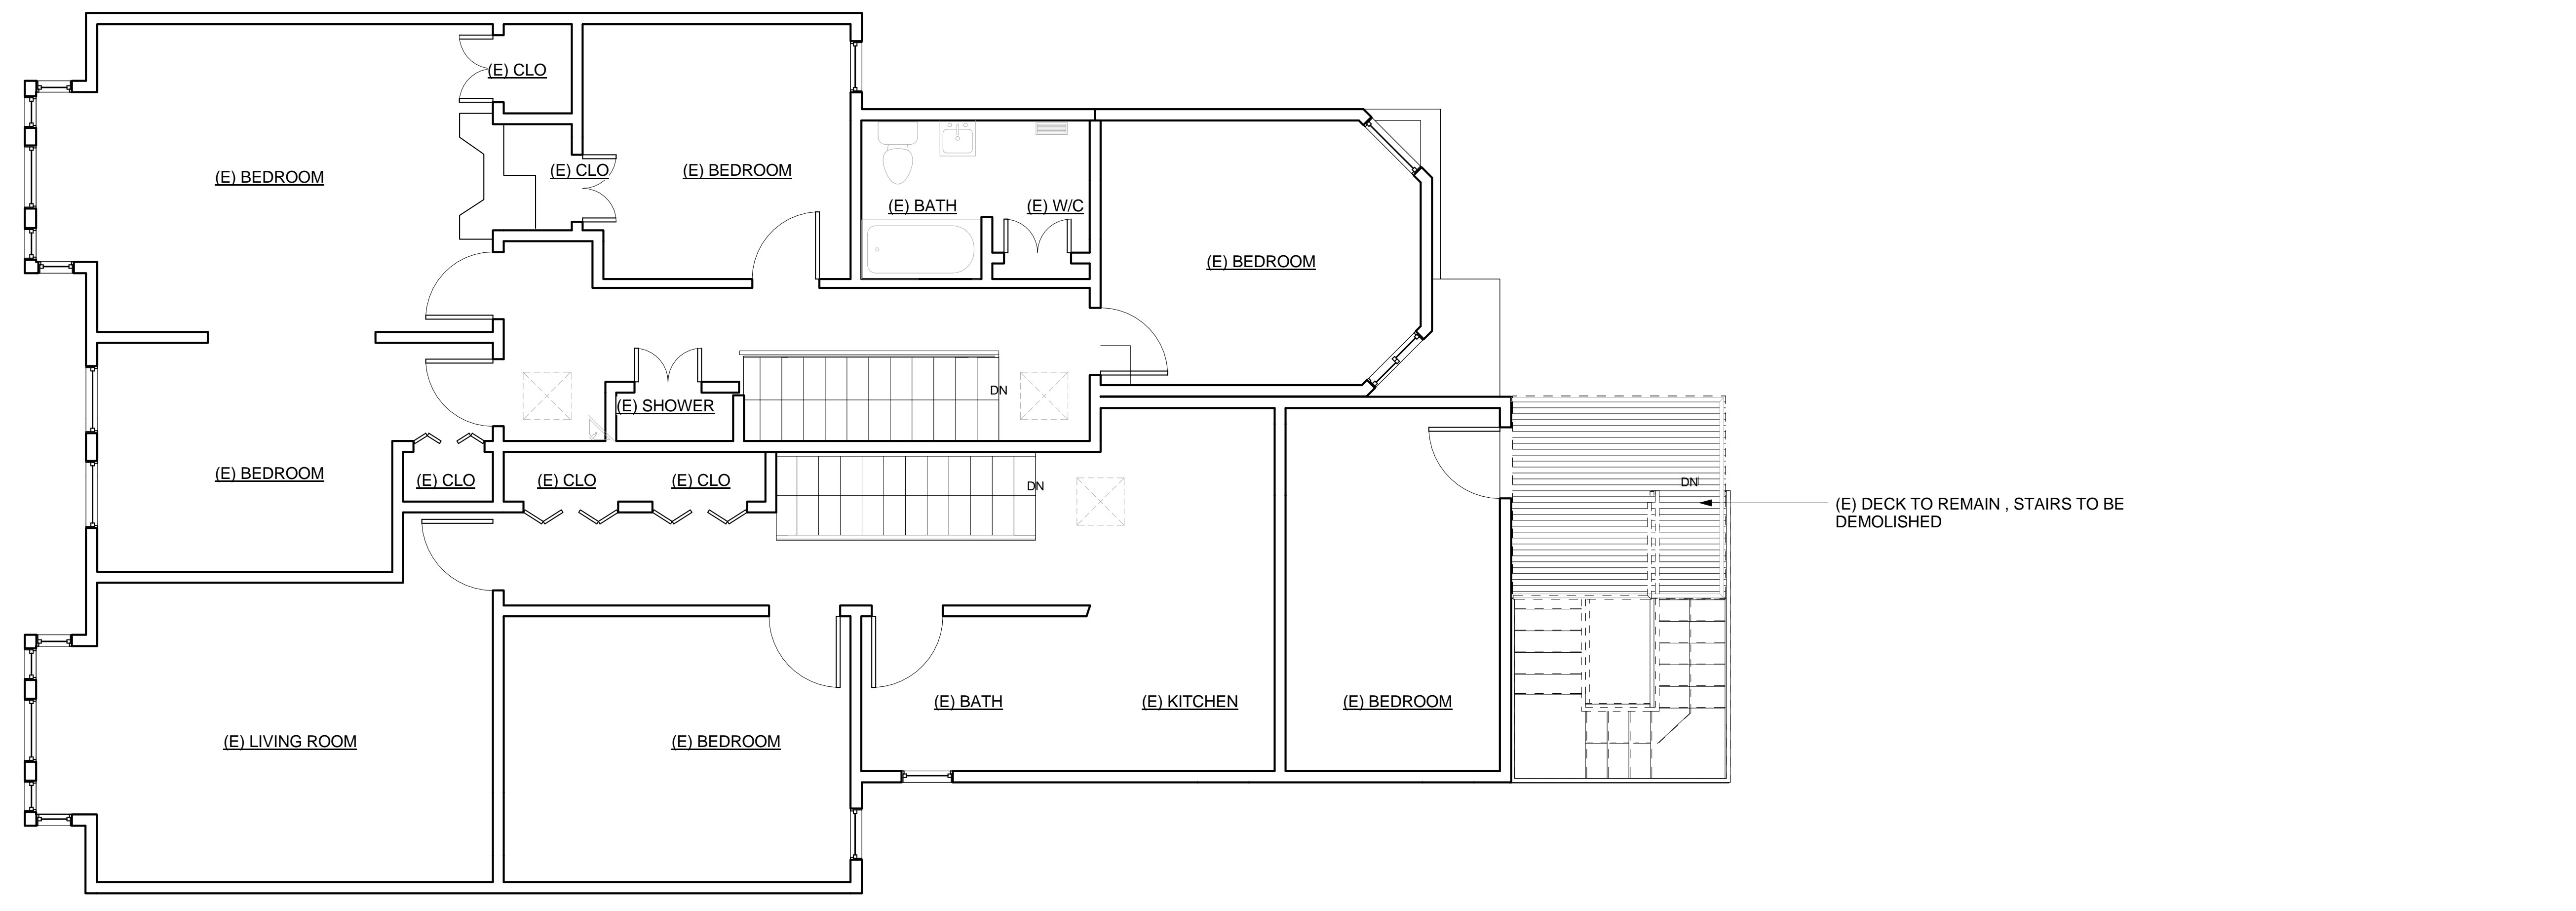 (E) CLO
(E) BEDROOM
(E) CLO
(E) BEDROOM
(E) BATH
(E) W/C
(E) BEDROOM
DN
(E) SHOWER
(E) BEDROOM
(E) CLO
(E) CLO
(E) CLO
DN
DN
(E) DECK TO REMAIN , STAIRS TO BE
DEMOLISHED
(E) LIVING ROOM
(E) BEDROOM
(E) BATH
(E) KITCHEN
(E) BEDROOM